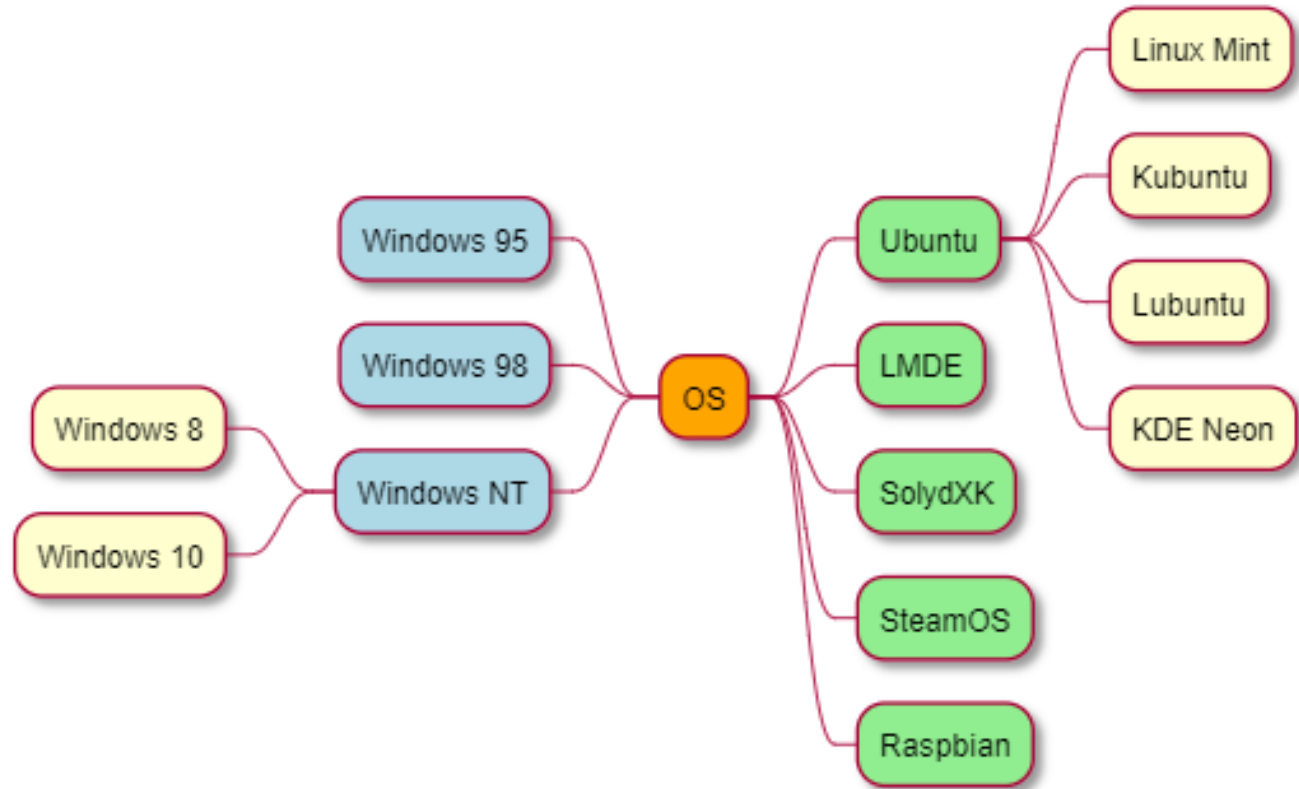 Linux Mint
Kubuntu
Windows 95
Ubuntu
Lubuntu
Windows 98
LMDE
OS
Windows 8
KDE Neon
Windows NT
SolydXK
Windows 10
SteamOS
Raspbian